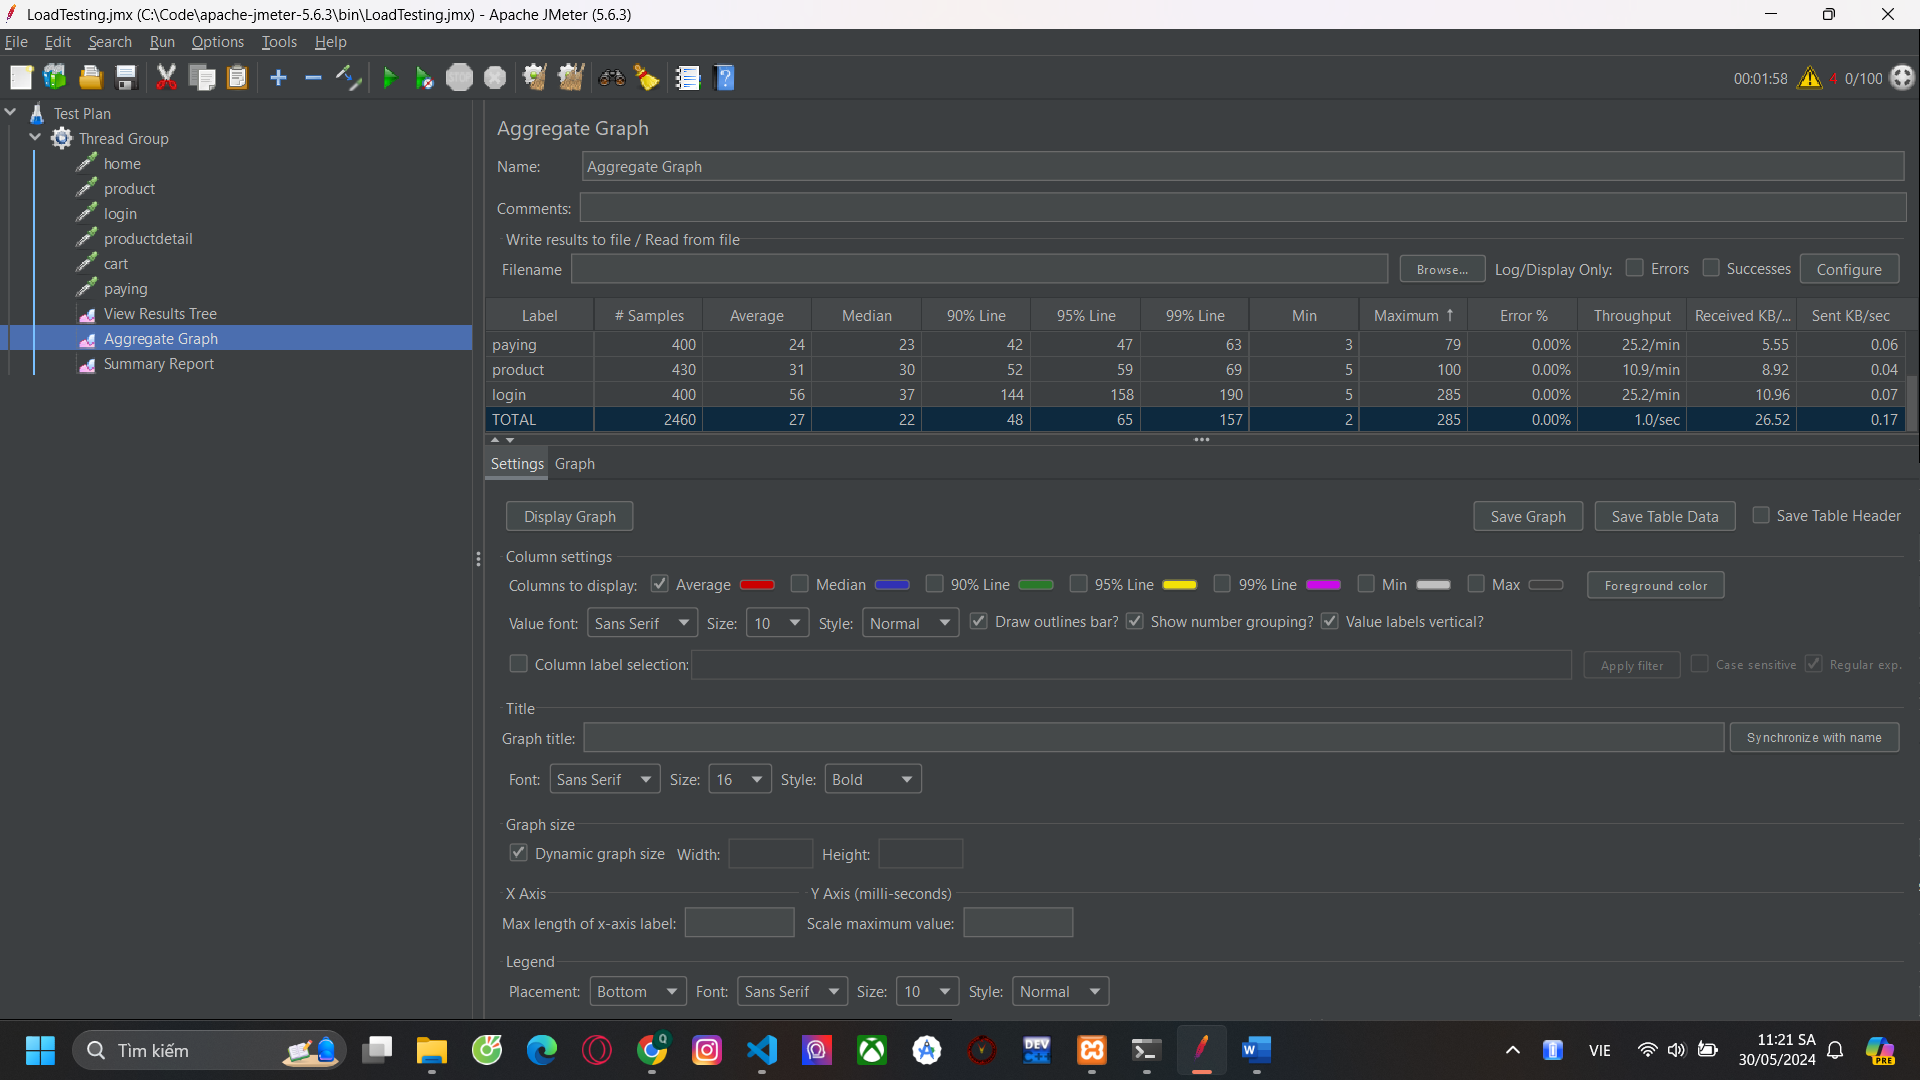 LoadTesting.jmx (C:\Code\apache-jmeter-5.6.3\bin\LoadTesting.jmx) - Apache JMeter (5.6.3)
File Edit Search Run Options Tools Help
STOP 00:01:58 4 0/100
Test Plan
Thread Group
home
product
login
productdetail
cart
paying
View Results Tree
Aggregate Graph
Summary Report
Aggregate Graph
Name: Aggregate Graph
Comments:
Write results to file / Read from file
Filename Browse... Log/Display Only: Errors Successes Configure
Label # Samples Average Median 90% Line 95% Line 99% Line Min Maximum ↑ Error % Throughput Received KB/... Sent KB/sec
paying 400 24 23 42 47 63 3 79 0.00% 25.2/min 5.55 0.06
product 430 31 30 52 59 69 5 100 0.00% 10.9/min 8.92 0.04
login 400 56 37 144 158 190 5 285 0.00% 25.2/min 10.96 0.07
TOTAL 2460 27 22 48 65 157 2 285 0.00% 1.0/sec 26.52 0.17
Settings Graph
Display Graph Save Graph Save Table Data Save Table Header
Column settings
Columns to display: Average Median 90% Line 95% Line 99% Line Min Max Foreground color
Value font: Sans Serif Size: 10 Style: Normal Draw outlines bar? Show number grouping? Value labels vertical?
Column label selection: Apply filter Case sensitive Regular exp.
Title
Graph title: Synchronize with name
Font: Sans Serif Size: 16 Style: Bold
Graph size
Dynamic graph size Width: Height:
X Axis Y Axis (milli-seconds)
Max length of x-axis label: Scale maximum value:
Legend
Placement: Bottom Font: Sans Serif Size: 10 Style: Normal
Tìm kiếm
DEV C++
VIE
11:21 SA
30/05/2024
PRE